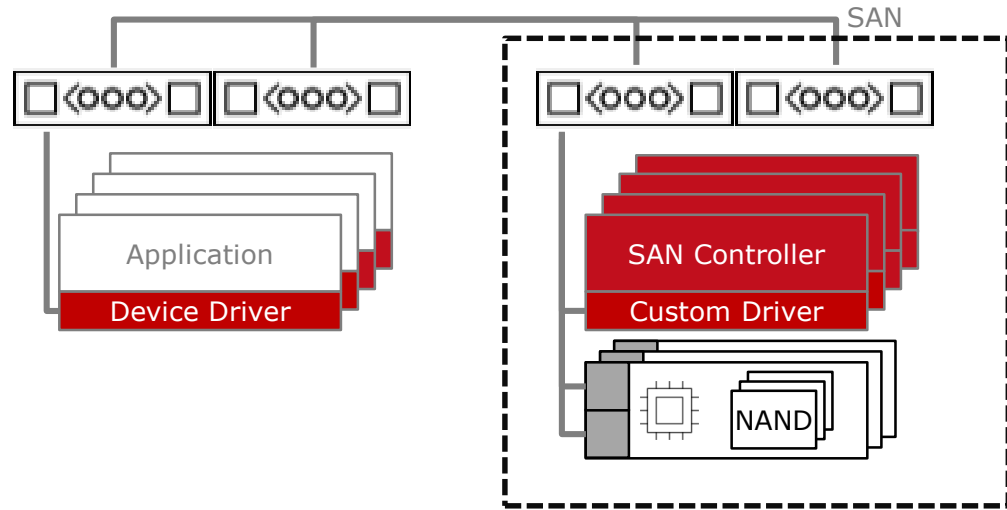 SAN
Application
Device Driver
SAN Controller
Custom Driver
NAND